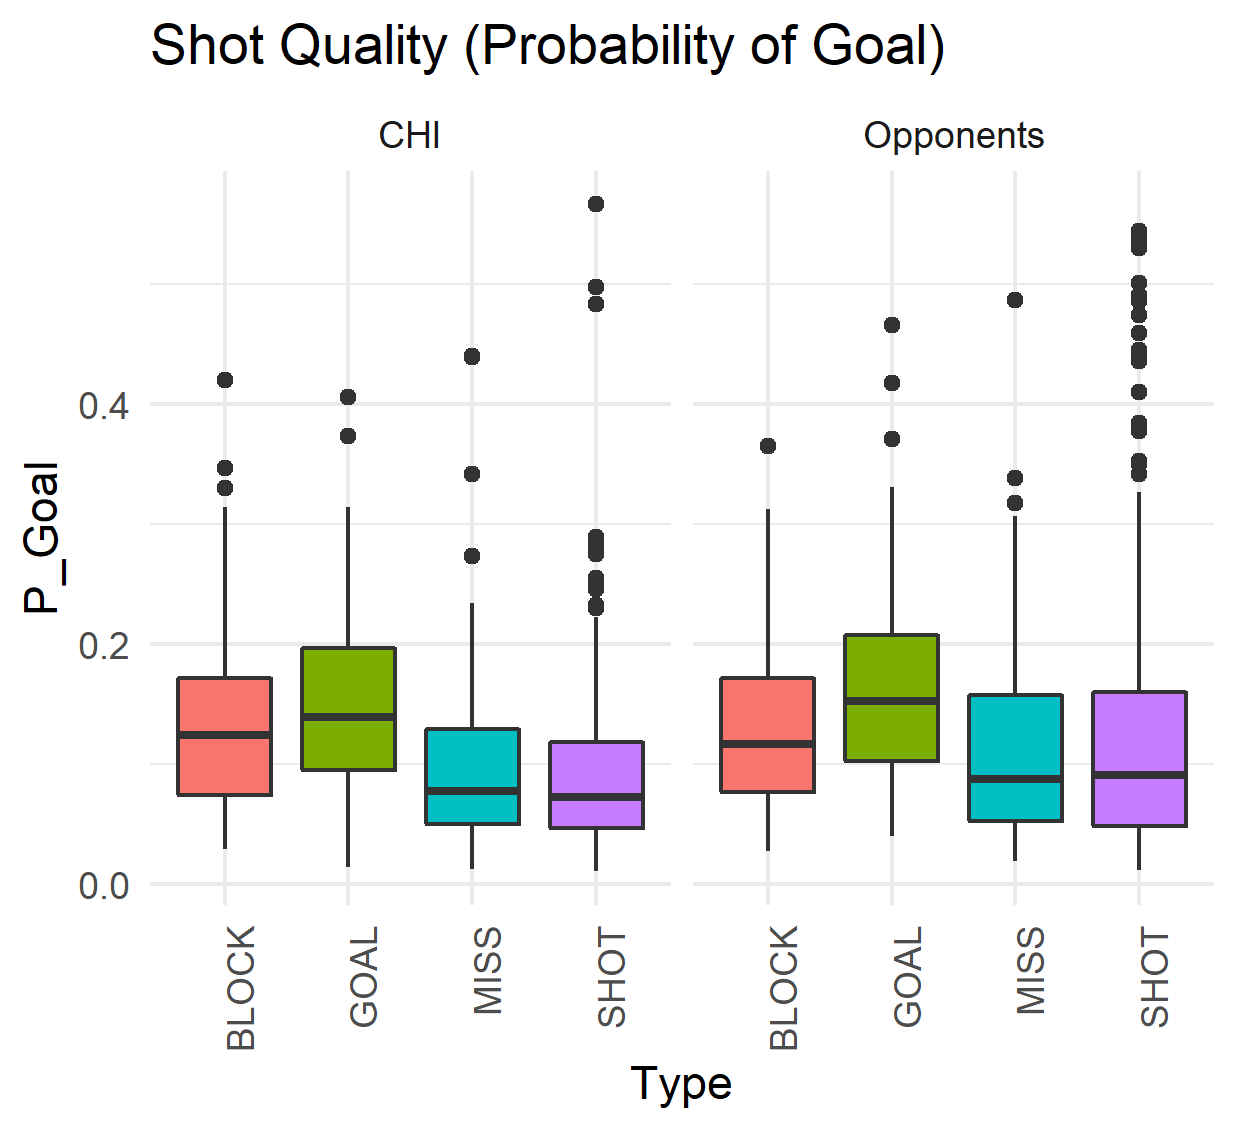 Shot Quality (Probability of Goal)
CHI
Opponents
P_Goal
0.4
0.2
0.0
BLOCK
GOAL
MISS
SHOT
BLOCK
GOAL
MISS
SHOT
Type